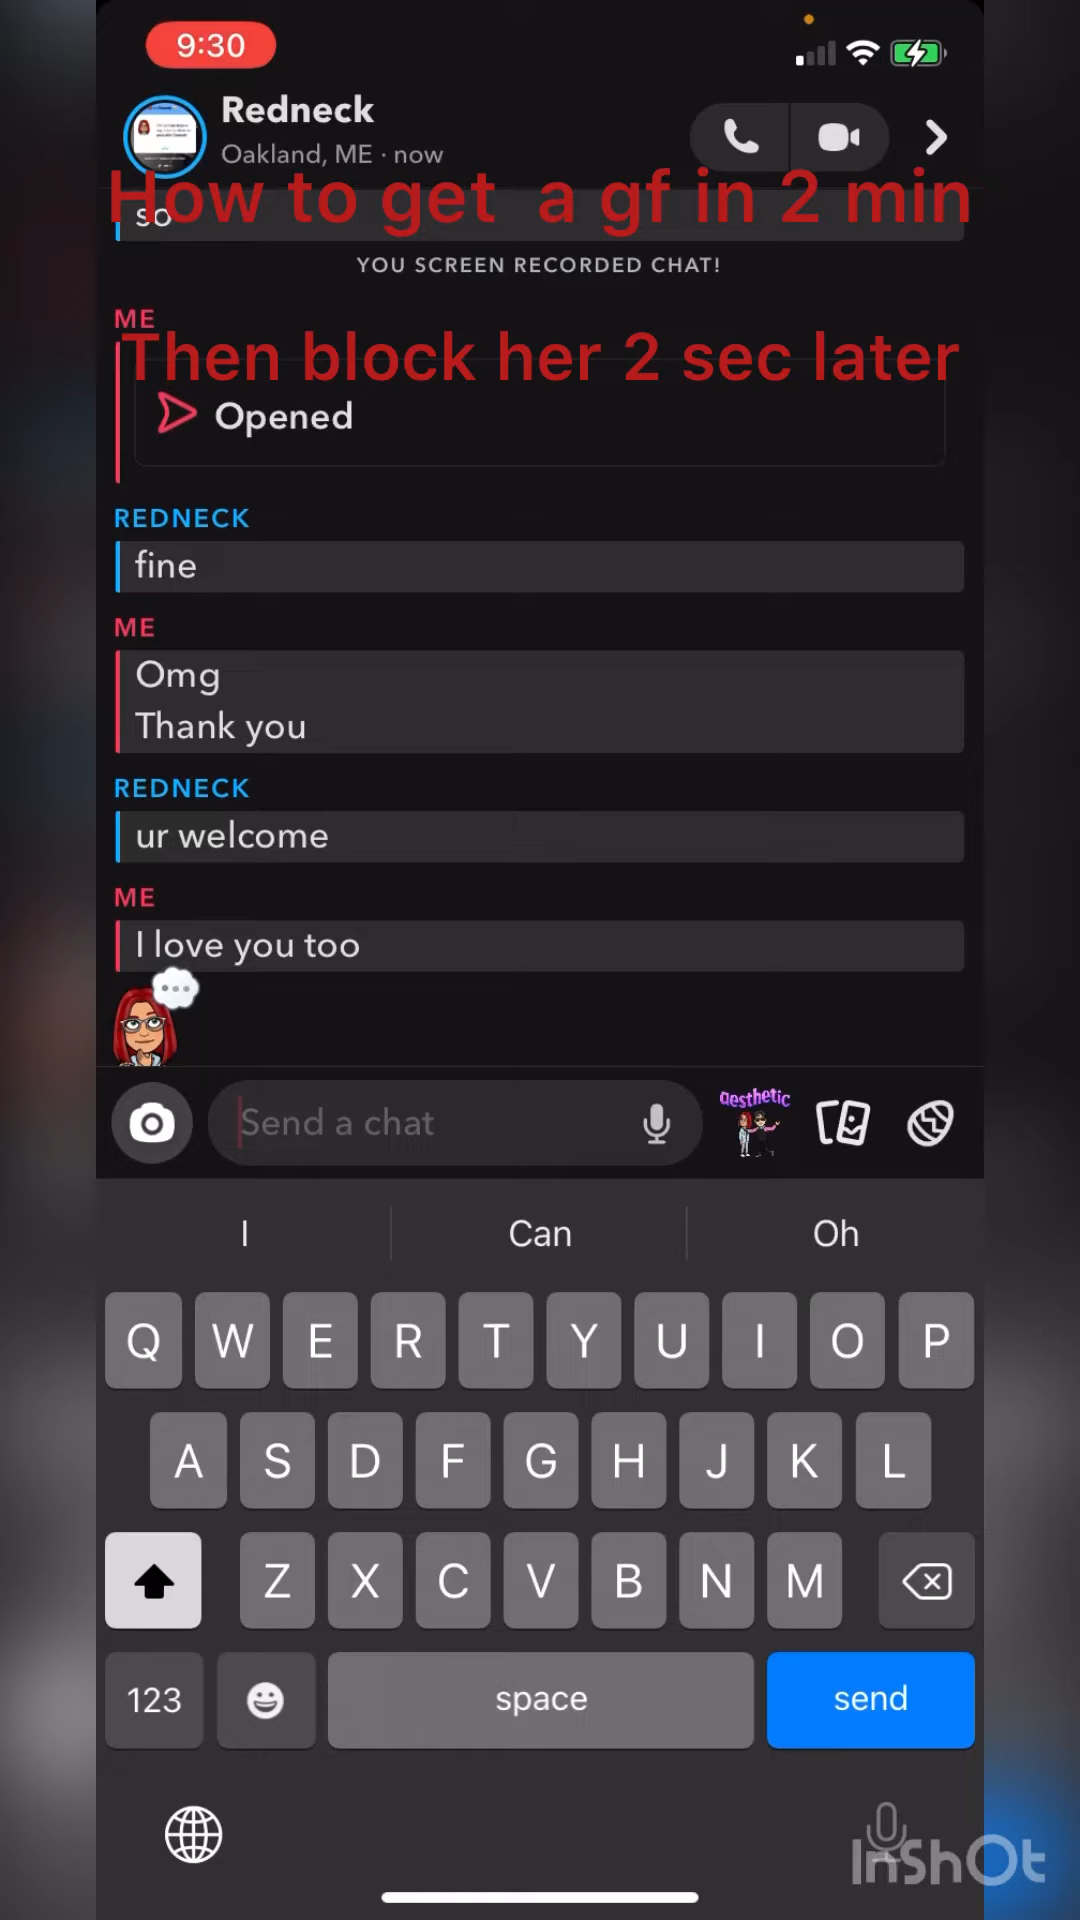 9:30
Redneck
Oakland, ME · now
How to get a gf in 2 min
so
YOU SCREEN RECORDED CHAT!
ME
Then block her 2 sec later
Opened
REDNECK
fine
ME
Omg
Thank you
REDNECK
ur welcome
ME
I love you too
Send a chat
aesthetic
I Can Oh
Q W E R T Y U I O P
A S D F G H J K L
Z X C V B N M
123 space send
InShOt